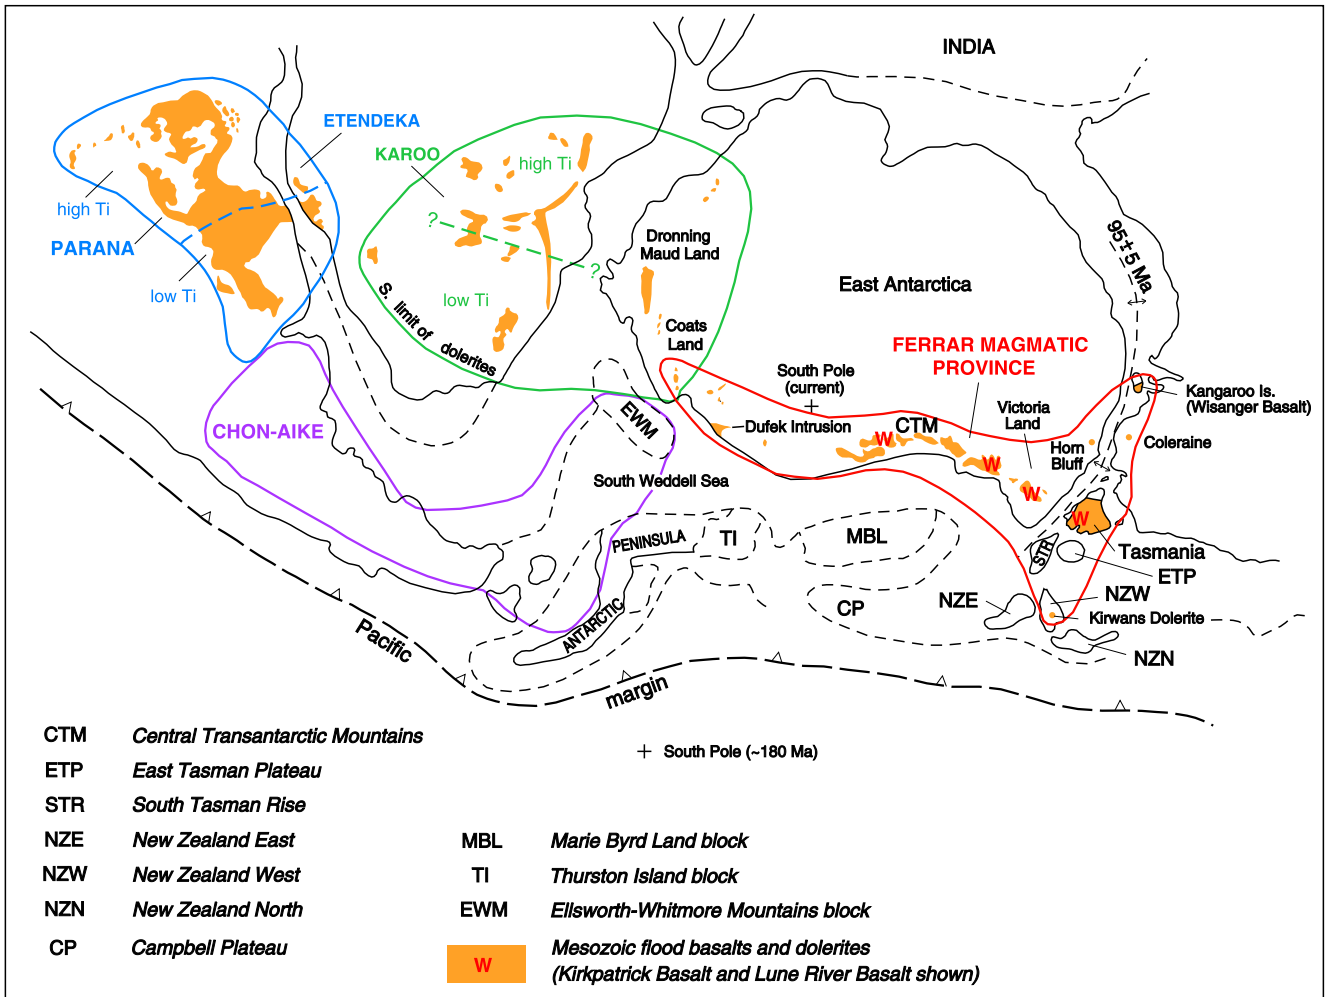 INDIA
ETENDEKA
KAROO
high Ti
high Ti
PARANA
low Ti
?
?
low Ti
S. limit of dolerites
Dronning
Maud Land
Coats
Land
East Antarctica
95±5 Ma
FERRAR MAGMATIC
PROVINCE
South Pole
(current)
Victoria
Land
Kangaroo Is.
(Wisanger Basalt)
CHON-AIKE
EWM
Dufek Intrusion
W
CTM
Horn
Bluff
Coleraine
W
W
South Weddell Sea
W
PENINSULA
TI
MBL
STR
Tasmania
ETP
ANTARCTIC
CP
NZE
NZW
Kirwans Dolerite
NZN
Pacific
margin
South Pole (~180 Ma)
CTM Central Transantarctic Mountains
ETP East Tasman Plateau
STR South Tasman Rise
NZE New Zealand East
NZW New Zealand West
NZN New Zealand North
CP Campbell Plateau
MBL Marie Byrd Land block
TI Thurston Island block
EWM Ellsworth-Whitmore Mountains block
W Mesozoic flood basalts and dolerites
(Kirkpatrick Basalt and Lune River Basalt shown)